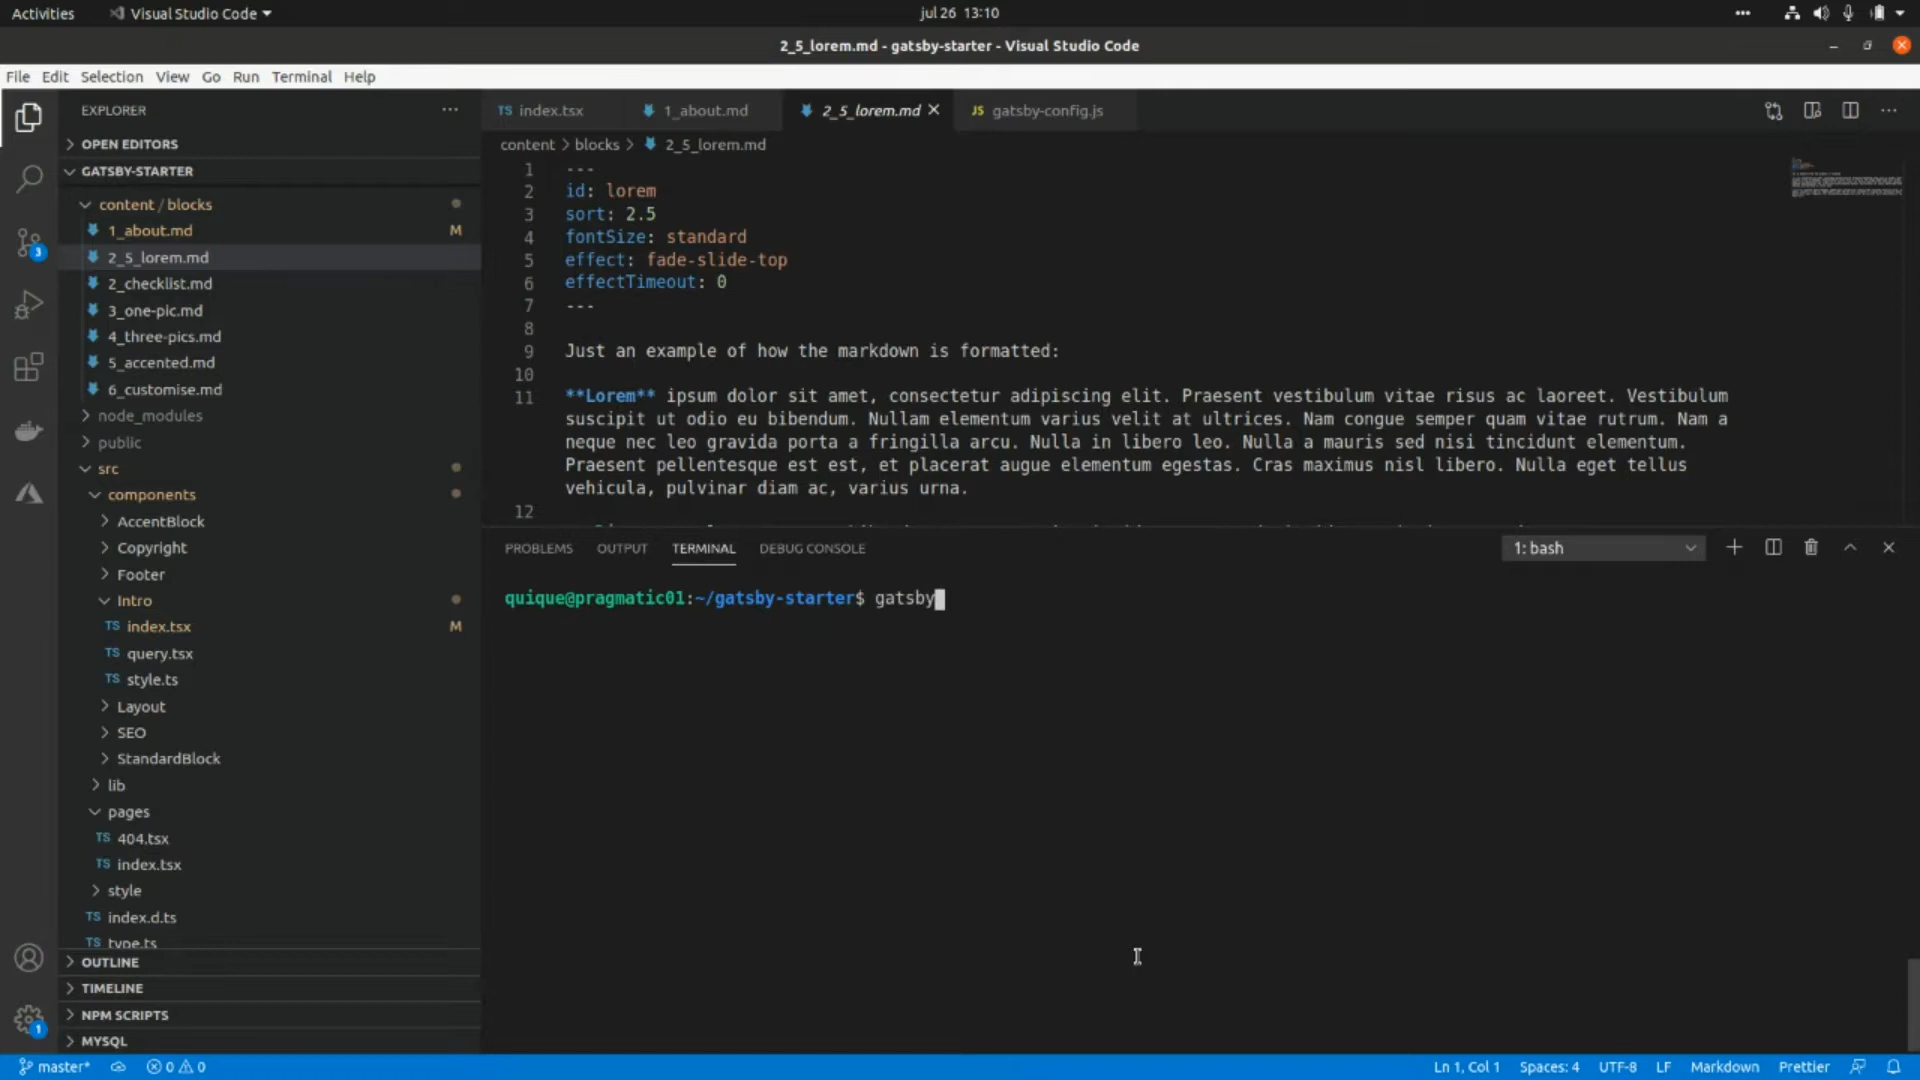 Activities
Visual Studio Code
jul 26 13:10
2_5_lorem.md - gatsby-starter - Visual Studio Code
File Edit Selection View Go Run Terminal Help
EXPLORER
OPEN EDITORS
GATSBY-STARTER
content / blocks
1_about.md M
2_5_lorem.md
2_checklist.md
3_one-pic.md
4_three-pics.md
5_accented.md
6_customise.md
node_modules
public
src
components
AccentBlock
Copyright
Footer
Intro
TS index.tsx M
TS query.tsx
TS style.ts
Layout
SEO
StandardBlock
lib
pages
TS 404.tsx
TS index.tsx
style
TS index.d.ts
TS type.ts
OUTLINE
TIMELINE
NPM SCRIPTS
MYSQL
3
1
TS index.tsx 1_about.md 2_5_lorem.md JS gatsby-config.js
content > blocks > 2_5_lorem.md
1 ---
2 id: lorem
3 sort: 2.5
4 fontSize: standard
5 effect: fade-slide-top
6 effectTimeout: 0
7 ---
8
9 Just an example of how the markdown is formatted:
10
11 **Lorem** ipsum dolor sit amet, consectetur adipiscing elit. Praesent vestibulum vitae risus ac laoreet. Vestibulum
suscipit ut odio eu bibendum. Nullam elementum varius velit at ultrices. Nam congue semper quam vitae rutrum. Nam a
neque nec leo gravida porta a fringilla arcu. Nulla in libero leo. Nulla a mauris sed nisi tincidunt elementum.
Praesent pellentesque est est, et placerat augue elementum egestas. Cras maximus nisl libero. Nulla eget tellus
vehicula, pulvinar diam ac, varius urna.
12
PROBLEMS OUTPUT TERMINAL DEBUG CONSOLE
1: bash
quique@pragmatic01:~/gatsby-starter$ gatsby
master* 0 0
Ln 1, Col 1 Spaces: 4 UTF-8 LF Markdown Prettier